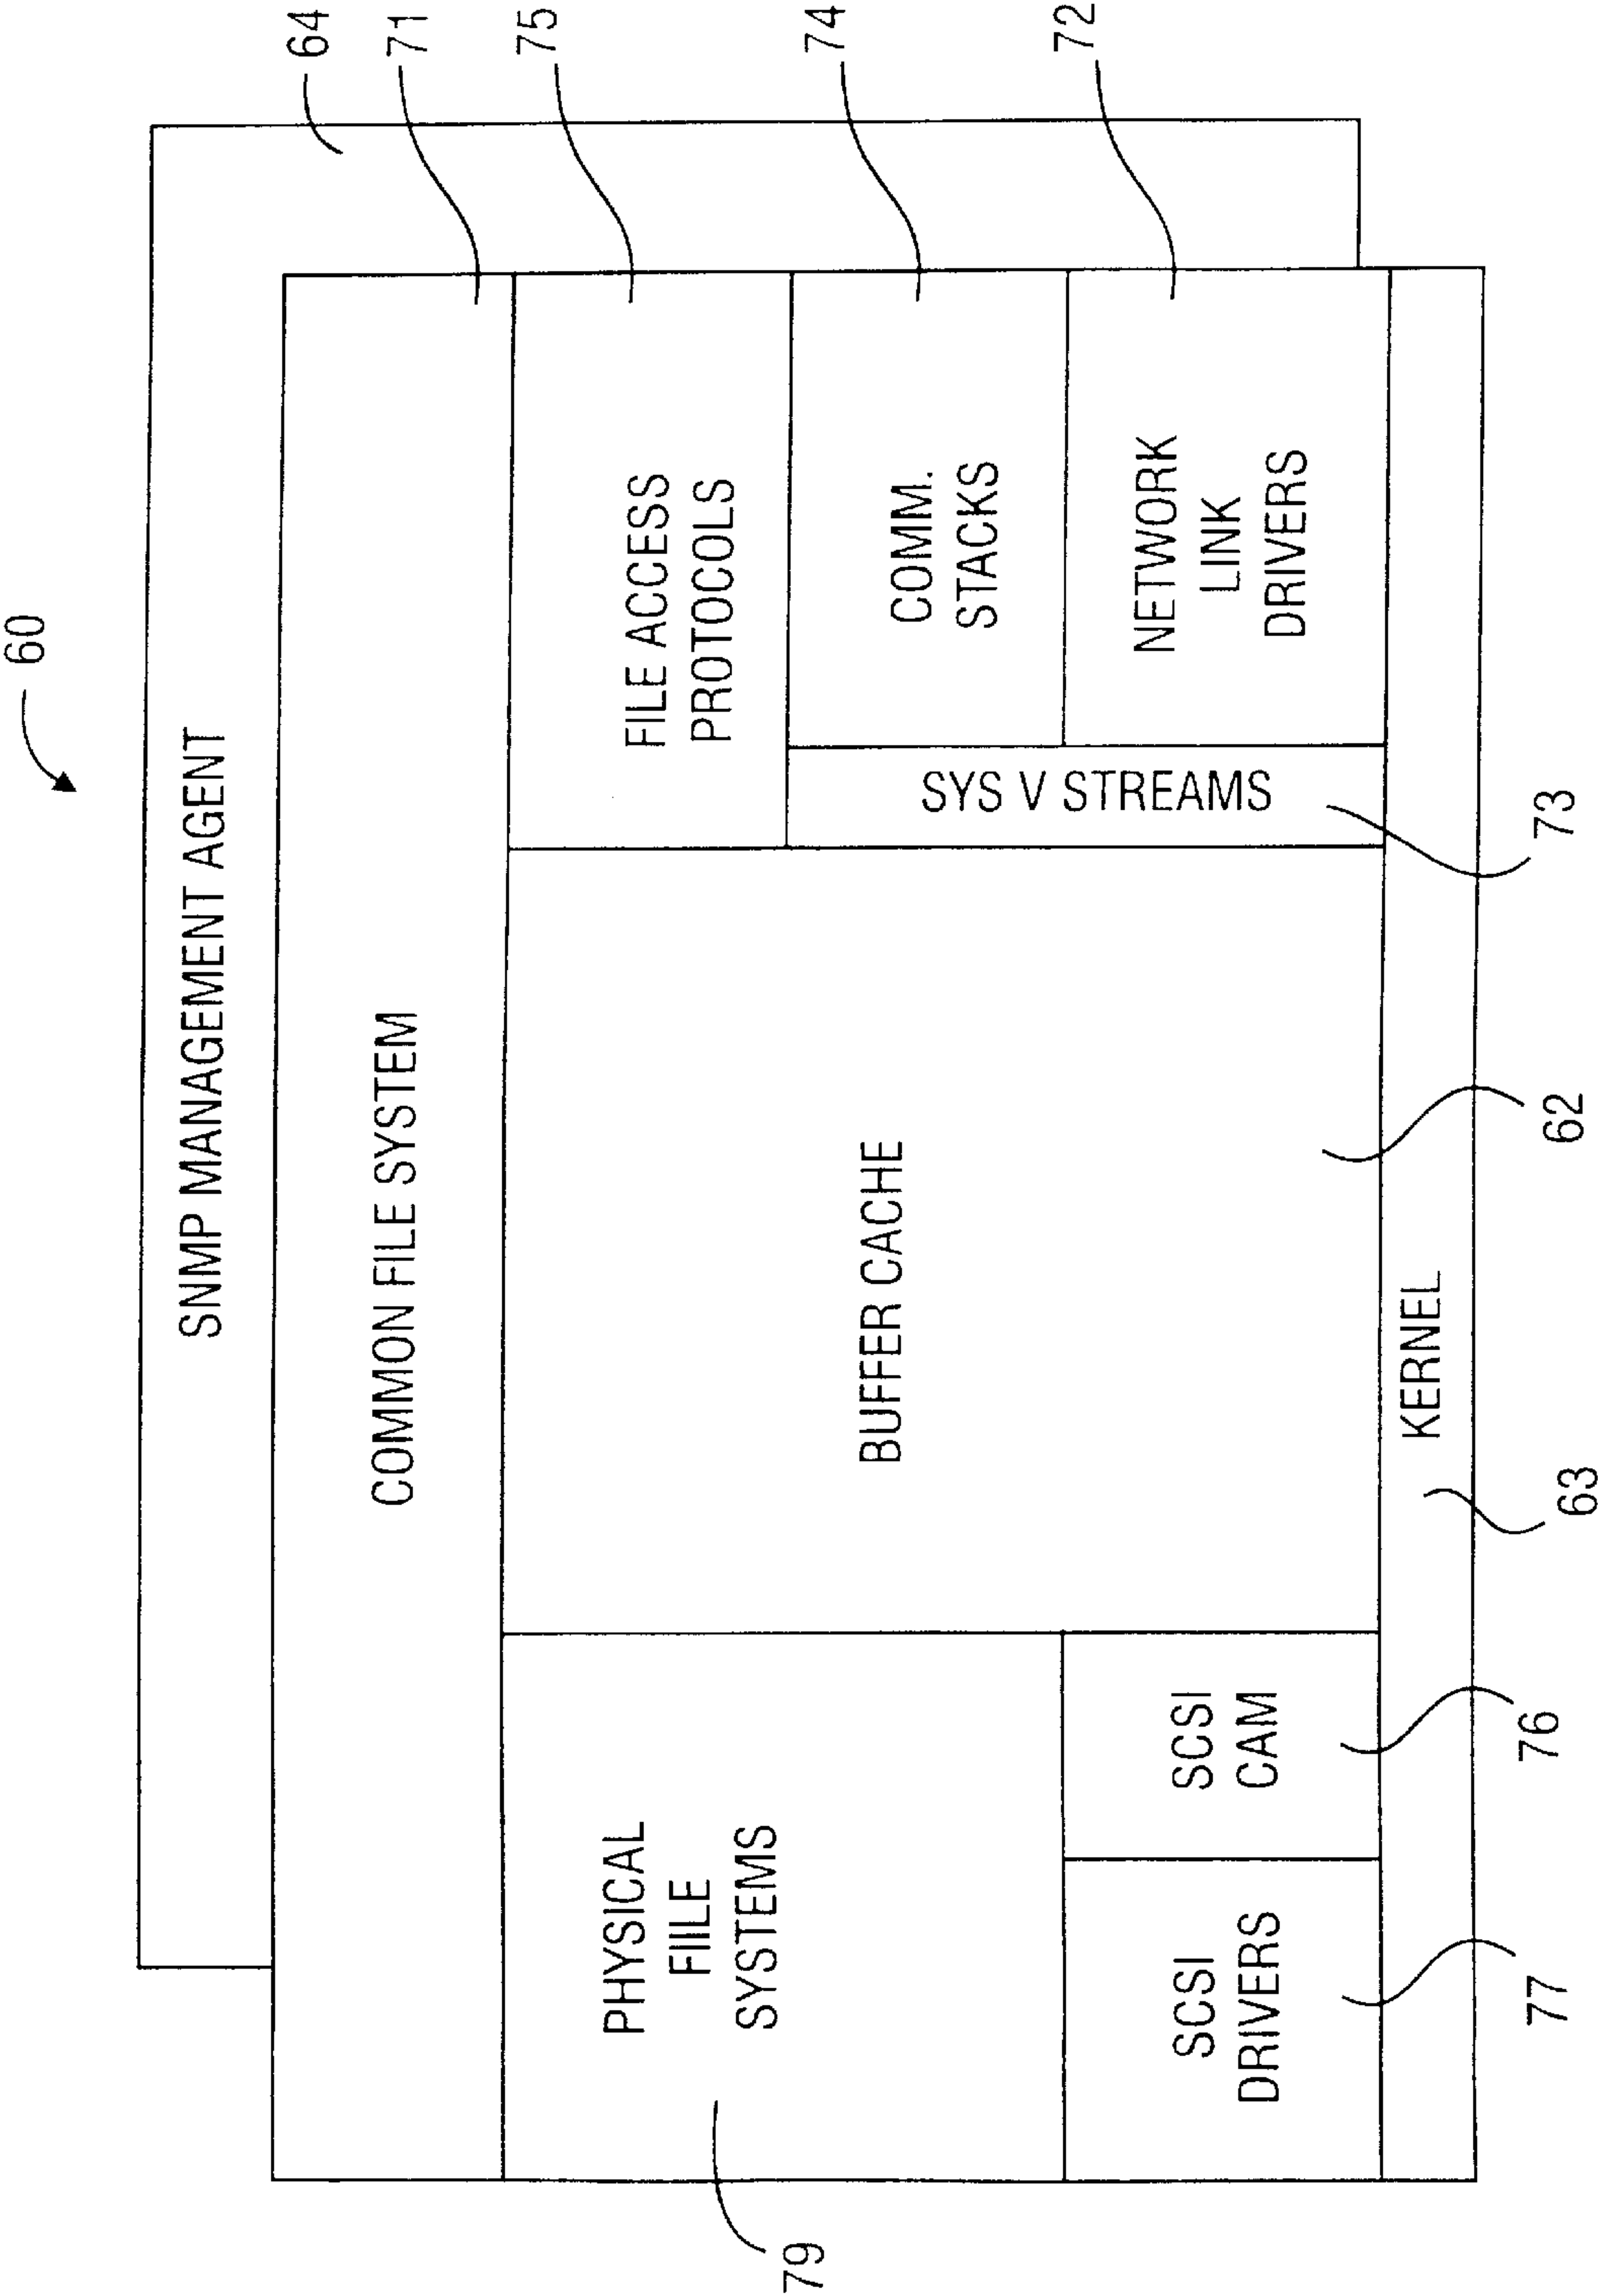 60
SNMP MANAGEMENT AGENT
64
COMMON FILE SYSTEM
71
75
PHYSICAL
FIILE
SYSTEMS
79
FILE ACCESS
PROTOCOLS
74
BUFFER CACHE
COMM.
STACKS
SYS V STREAMS
72
SCSI
DRIVERS
SCSI
CAM
NETWORK
LINK
DRIVERS
KERNEL
77
76
63
62
73